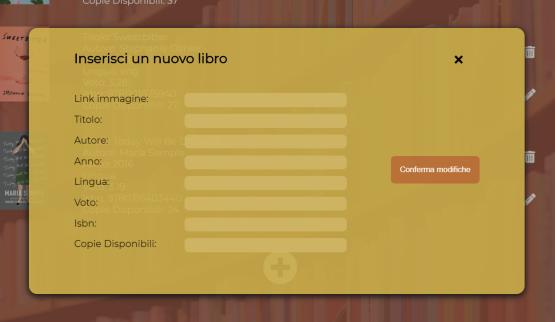 Copie Disponibili: 37
Inserisci un nuovo libro
Link immagine:
Titolo:
Autore:
Anno:
Lingua:
Voto:
Isbn:
Copie Disponibili:
Conferma modifiche